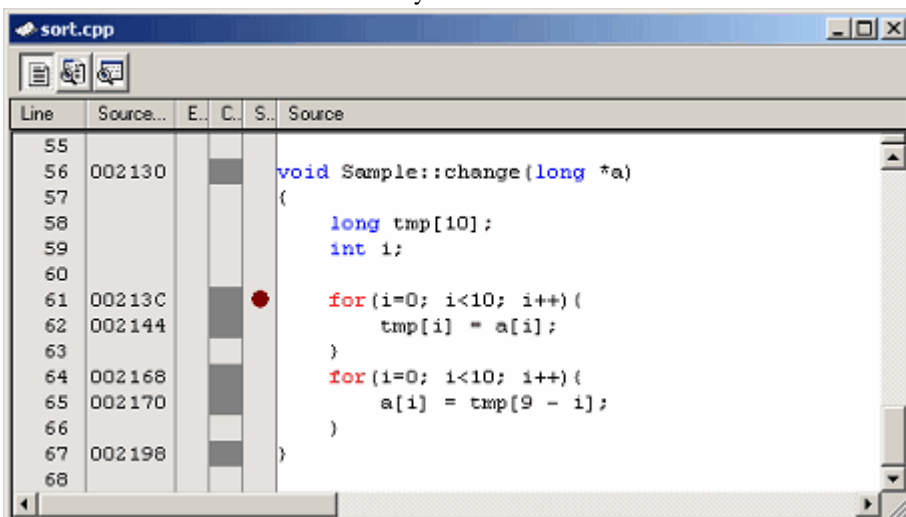 sort.cpp
Line Source... E.. C.. S.. Source
55
56 002130 void Sample::change(long *a)
57 {
58 long tmp[10];
59 int i;
60
61 00213C for(i=0; i<10; i++){
62 002144 tmp[i] = a[i];
63 }
64 002168 for(i=0; i<10; i++){
65 002170 a[i] = tmp[9 - i];
66 }
67 002198 }
68